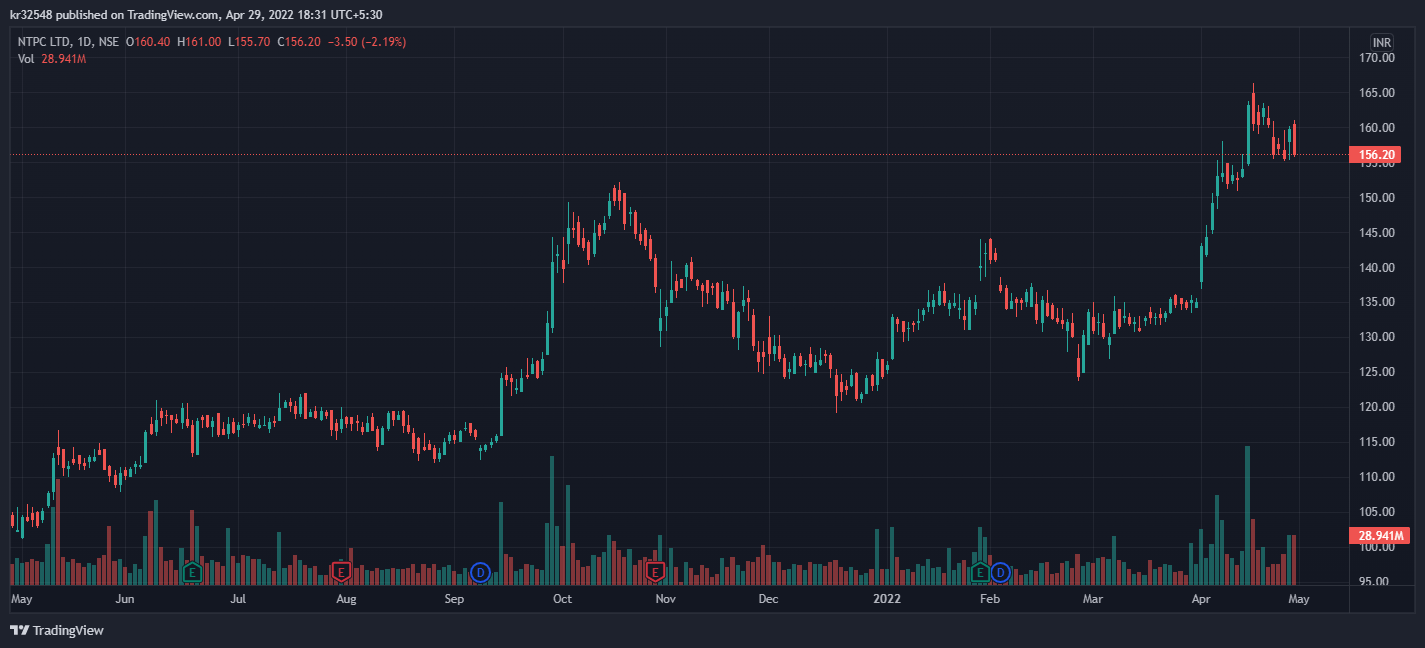 kr32548 published on TradingView.com, Apr 29, 2022 18:31 UTC+5:30
NTPC LTD, 1D, NSE O160.40 H161.00 L155.70 C156.20 −3.50 (−2.19%)
Vol 28.941M
INR
170.00
165.00
160.00
156.20
155.00
150.00
145.00
140.00
135.00
130.00
125.00
120.00
115.00
110.00
105.00
28.941M
100.00
95.00
E E D E E D
May Jun Jul Aug Sep Oct Nov Dec 2022 Feb Mar Apr May
TradingView